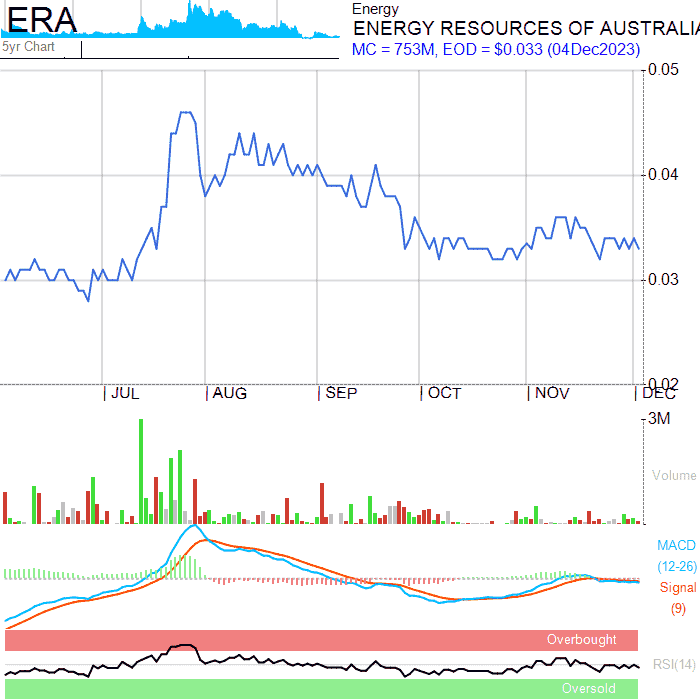 ERA
5yr Chart
Energy
ENERGY RESOURCES OF AUSTRALIA
MC = 753M, EOD = $0.033 (04Dec2023)
0.05
0.04
0.03
0.02
JUL AUG SEP OCT NOV DEC
3M
Volume
MACD
(12-26)
Signal
(9)
Overbought
RSI(14)
Oversold